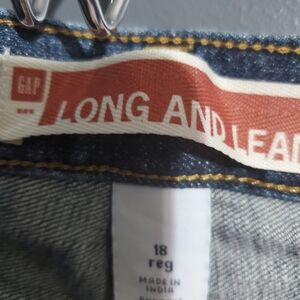 GAP
LONG AND LEAN
18
reg
MADE IN
INDIA